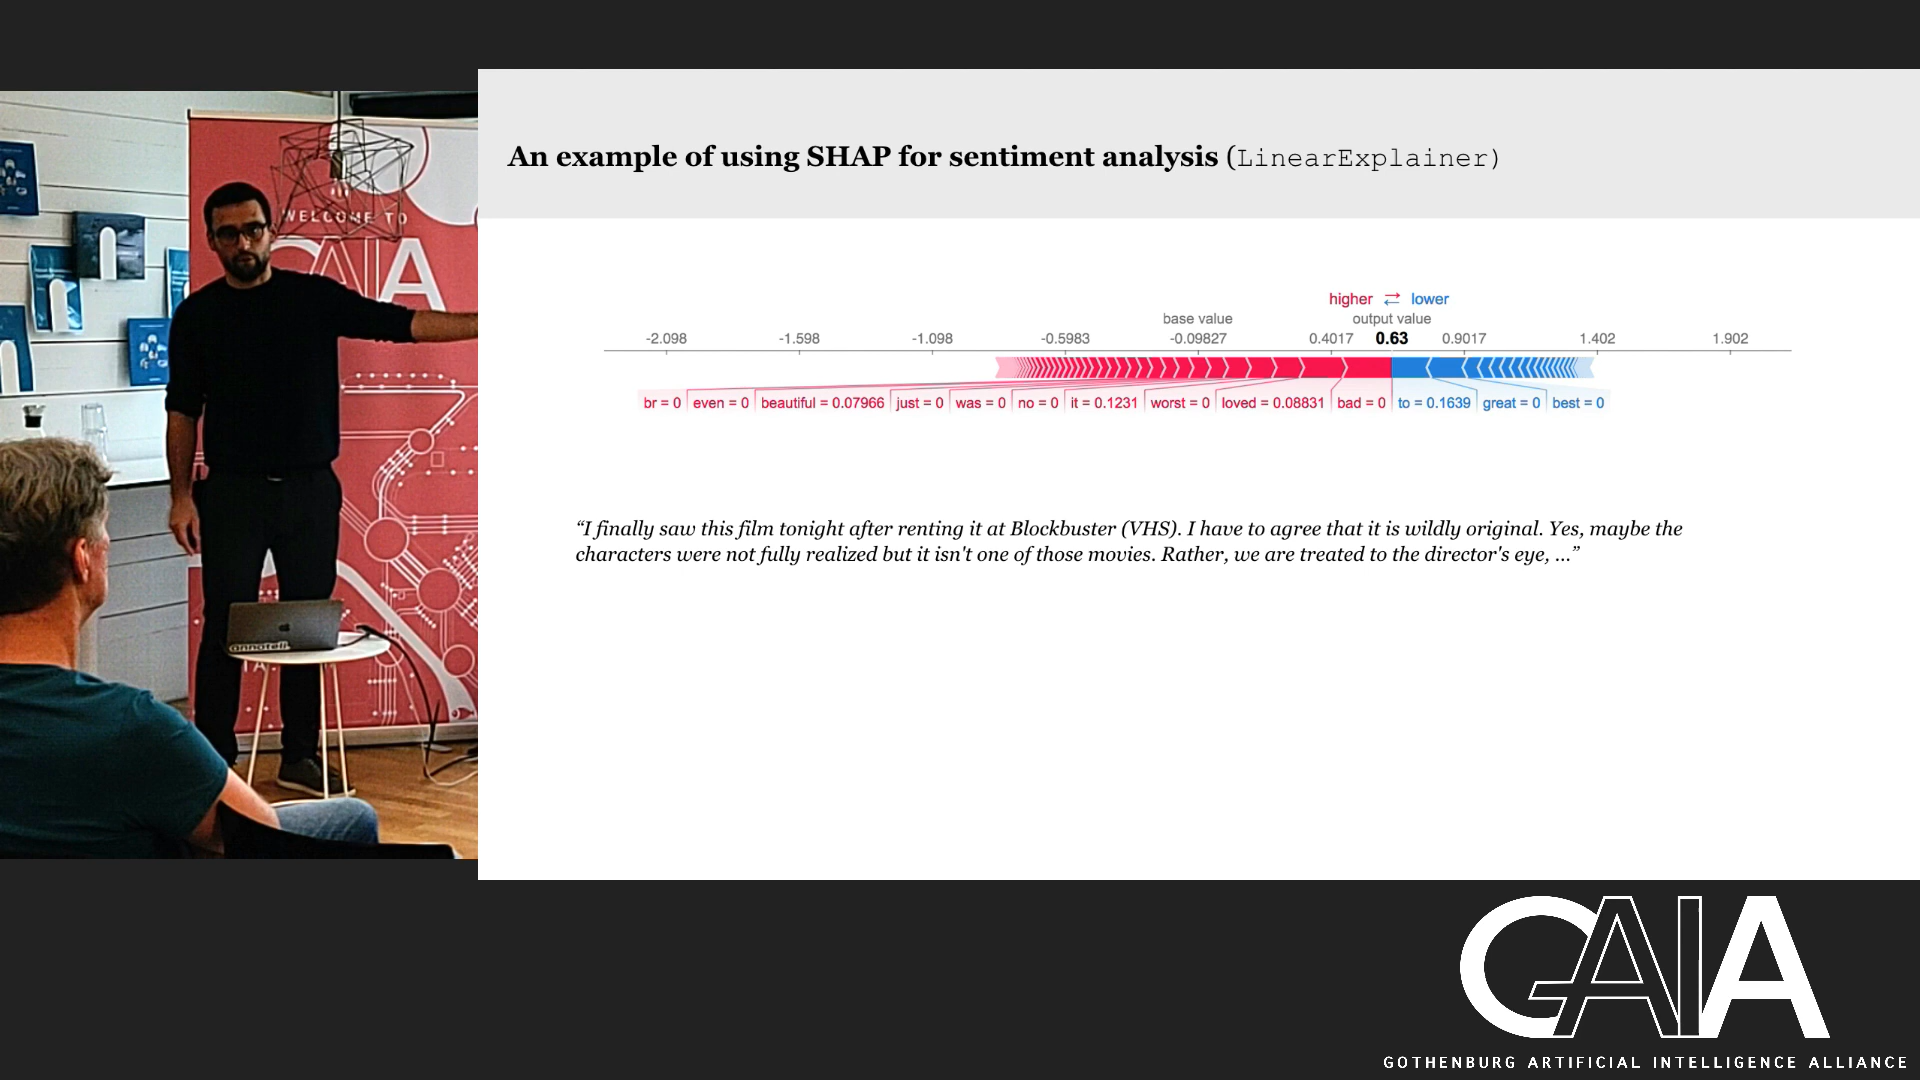 WELCOME TO
GAIA
annotell
An example of using SHAP for sentiment analysis (LinearExplainer)
higher ⇄ lower
base value output value
-2.098 -1.598 -1.098 -0.5983 -0.09827 0.4017 0.63 0.9017 1.402 1.902
br = 0 even = 0 beautiful = 0.07966 just = 0 was = 0 no = 0 it = 0.1231 worst = 0 loved = 0.08831 bad = 0 to = 0.1639 great = 0 best = 0
“I finally saw this film tonight after renting it at Blockbuster (VHS). I have to agree that it is wildly original. Yes, maybe the
characters were not fully realized but it isn't one of those movies. Rather, we are treated to the director's eye, ...”
GAIA
GOTHENBURG ARTIFICIAL INTELLIGENCE ALLIANCE